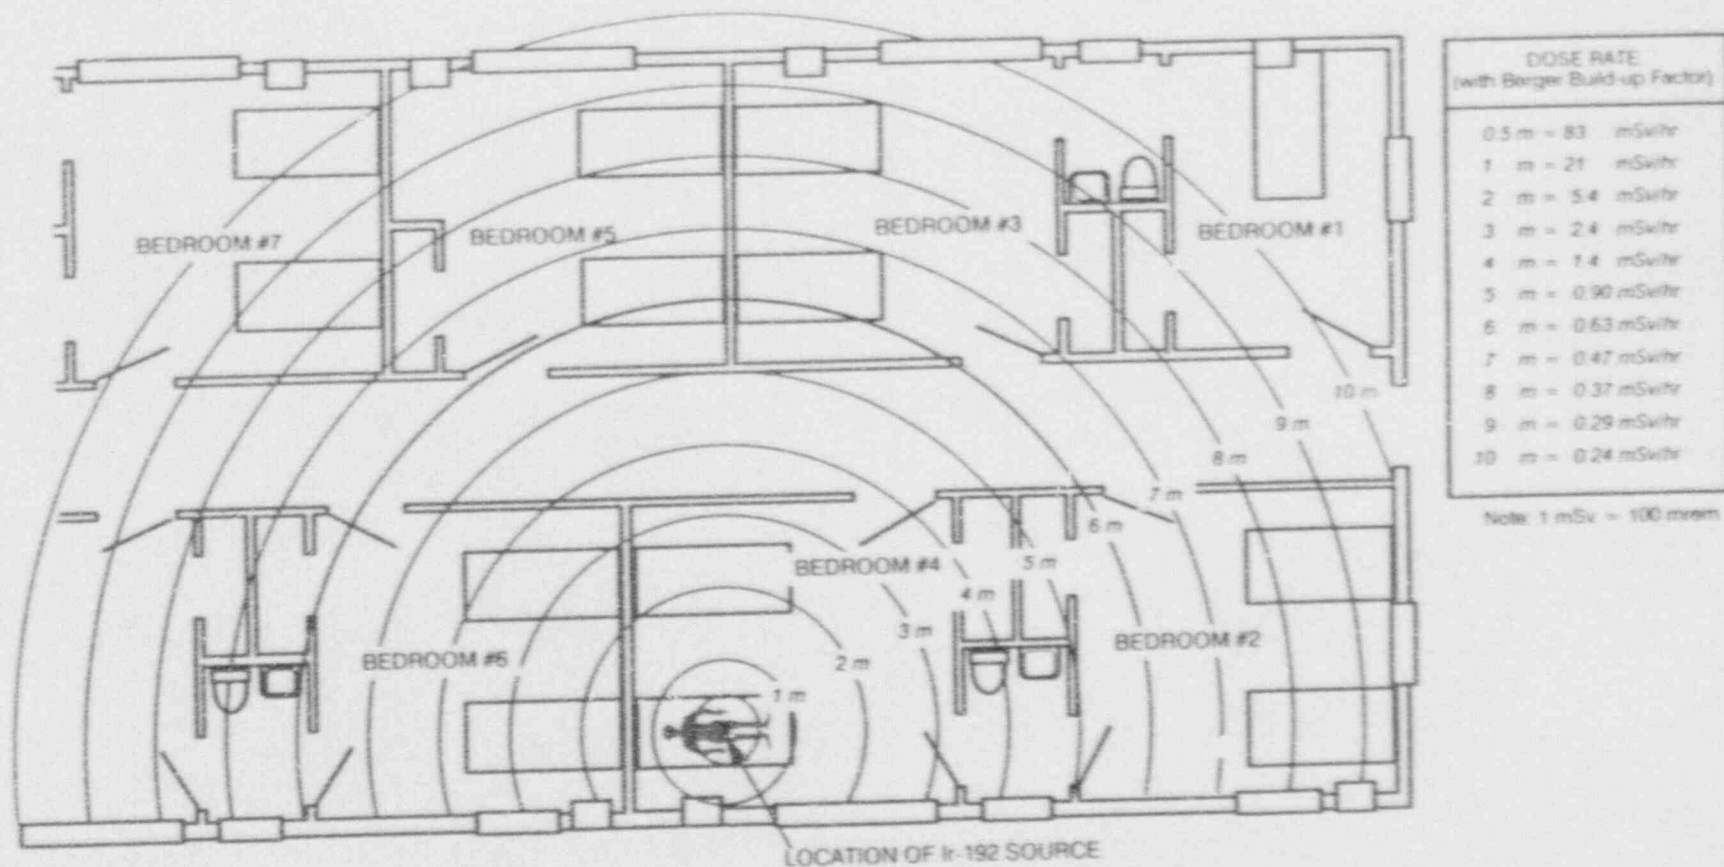 DOSE RATE
(with Berger Build-up Factor)
0.5 m = 83 mSv/hr
1 m = 21 mSv/hr
2 m = 5.4 mSv/hr
3 m = 2.4 mSv/hr
4 m = 1.4 mSv/hr
5 m = 0.90 mSv/hr
6 m = 0.63 mSv/hr
7 m = 0.47 mSv/hr
8 m = 0.37 mSv/hr
9 m = 0.29 mSv/hr
10 m = 0.24 mSv/hr
Note: 1 mSv = 100 mrem
BEDROOM #7
BEDROOM #5
BEDROOM #3
BEDROOM #1
10 m
9 m
8 m
7 m
6 m
5 m
4 m
3 m
2 m
1 m
BEDROOM #4
BEDROOM #6
BEDROOM #2
LOCATION OF Ir-192 SOURCE